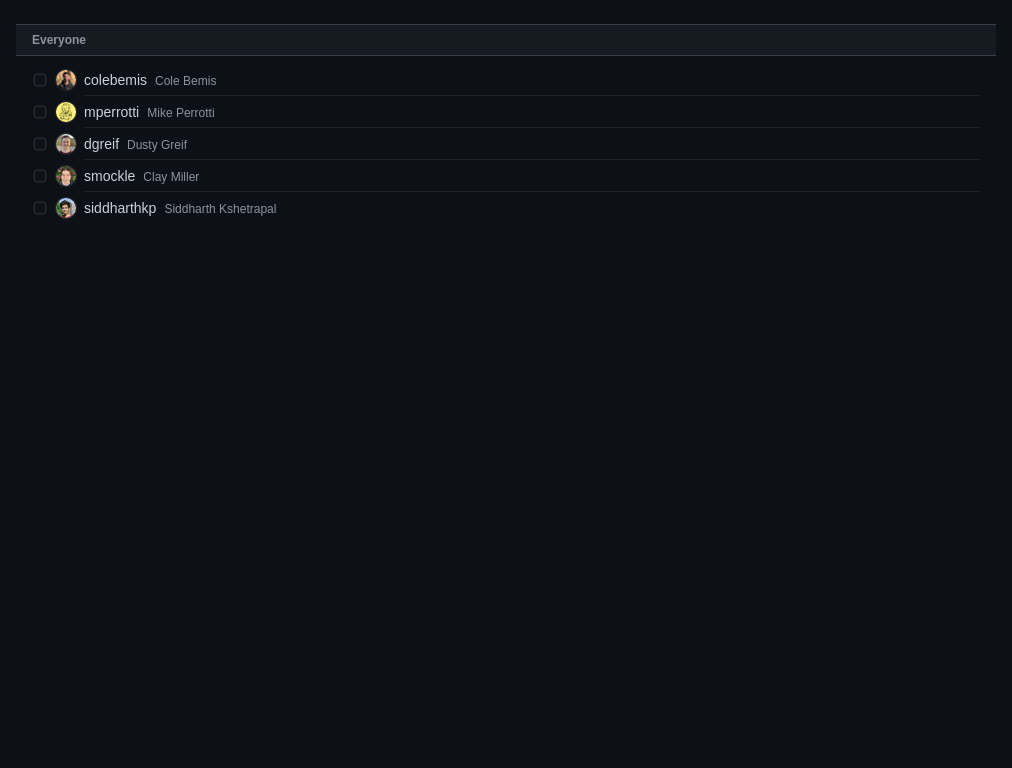 Everyone
colebemis Cole Bemis
mperrotti Mike Perrotti
dgreif Dusty Greif
smockle Clay Miller
siddharthkp Siddharth Kshetrapal